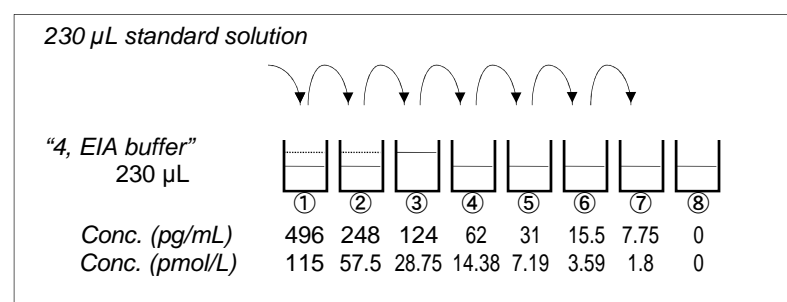 230 µL standard solution
“4, EIA buffer”
230 µL
① ② ③ ④ ⑤ ⑥ ⑦ ⑧
Conc. (pg/mL) 496 248 124 62 31 15.5 7.75 0
Conc. (pmol/L) 115 57.5 28.75 14.38 7.19 3.59 1.8 0